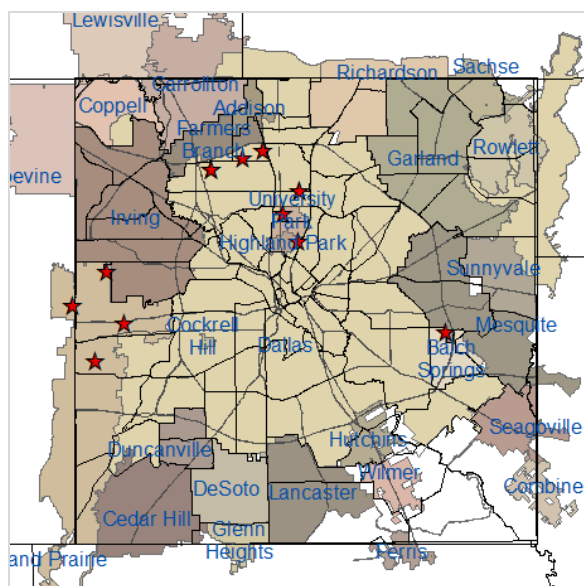 Lewisville
Carrollton
Richardson
Sachse
Coppell
Addison
Farmers
Branch
Garland
Rowlett
pevine
University
Park
Irving
Highland Park
Sunnyvale
Cockrell
Hill
Dallas
Mesquite
Balch
Springs
Seagoville
Hutchins
Duncanville
Wilmer
DeSoto
Lancaster
Combine
Cedar Hill
Glenn
Heights
Ferris
and Prairie